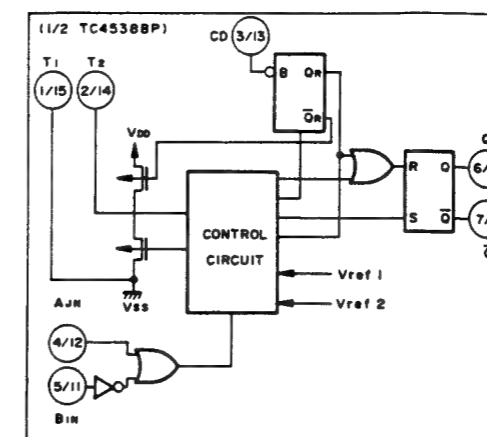 (1/2 TC4538BP)
CD 3/13
T1 T2
1/15 2/14
B QR
Q̅R
VDD
R Q
S Q̅
6/
7/
CONTROL
CIRCUIT
Vref 1
Vref 2
VSS
AIN
4/12
5/11
BIN